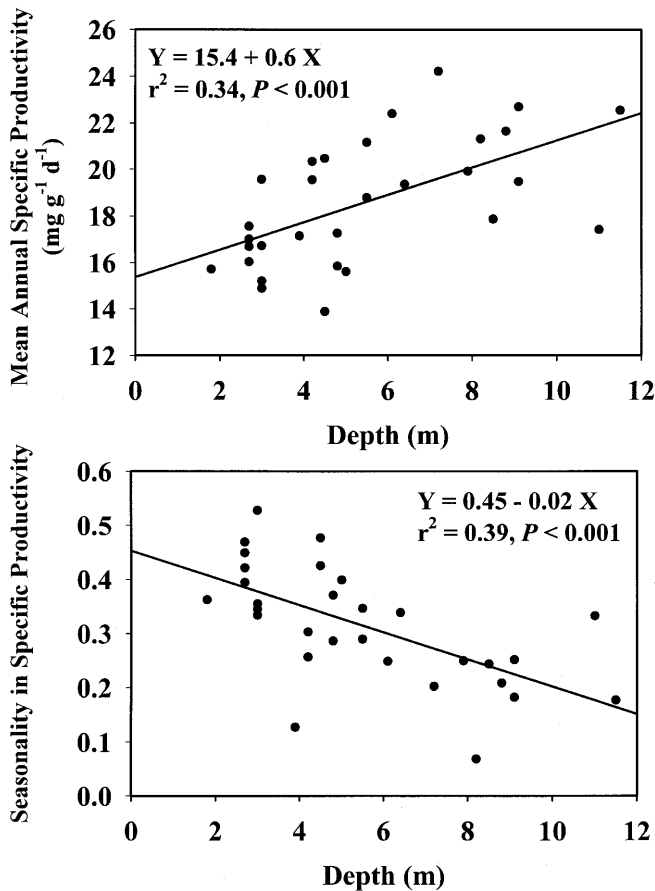 Mean Annual Specific Productivity
(mg g⁻¹ d⁻¹)
26
24
22
20
18
16
14
12
Y = 15.4 + 0.6 X
r² = 0.34, P < 0.001
0 2 4 6 8 10 12
Depth (m)
Seasonality in Specific Productivity
0.6
0.5
0.4
0.3
0.2
0.1
0.0
Y = 0.45 - 0.02 X
r² = 0.39, P < 0.001
0 2 4 6 8 10 12
Depth (m)